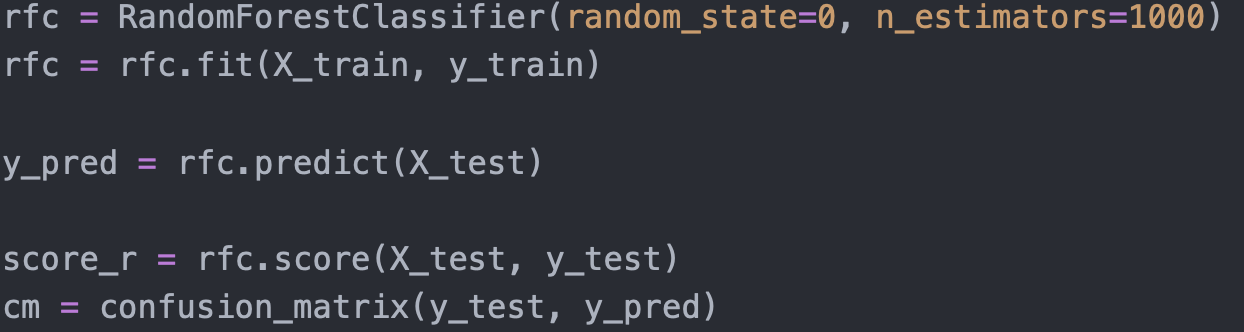 rfc = RandomForestClassifier(random_state=0, n_estimators=1000)
rfc = rfc.fit(X_train, y_train)
y_pred = rfc.predict(X_test)
score_r = rfc.score(X_test, y_test)
cm = confusion_matrix(y_test, y_pred)